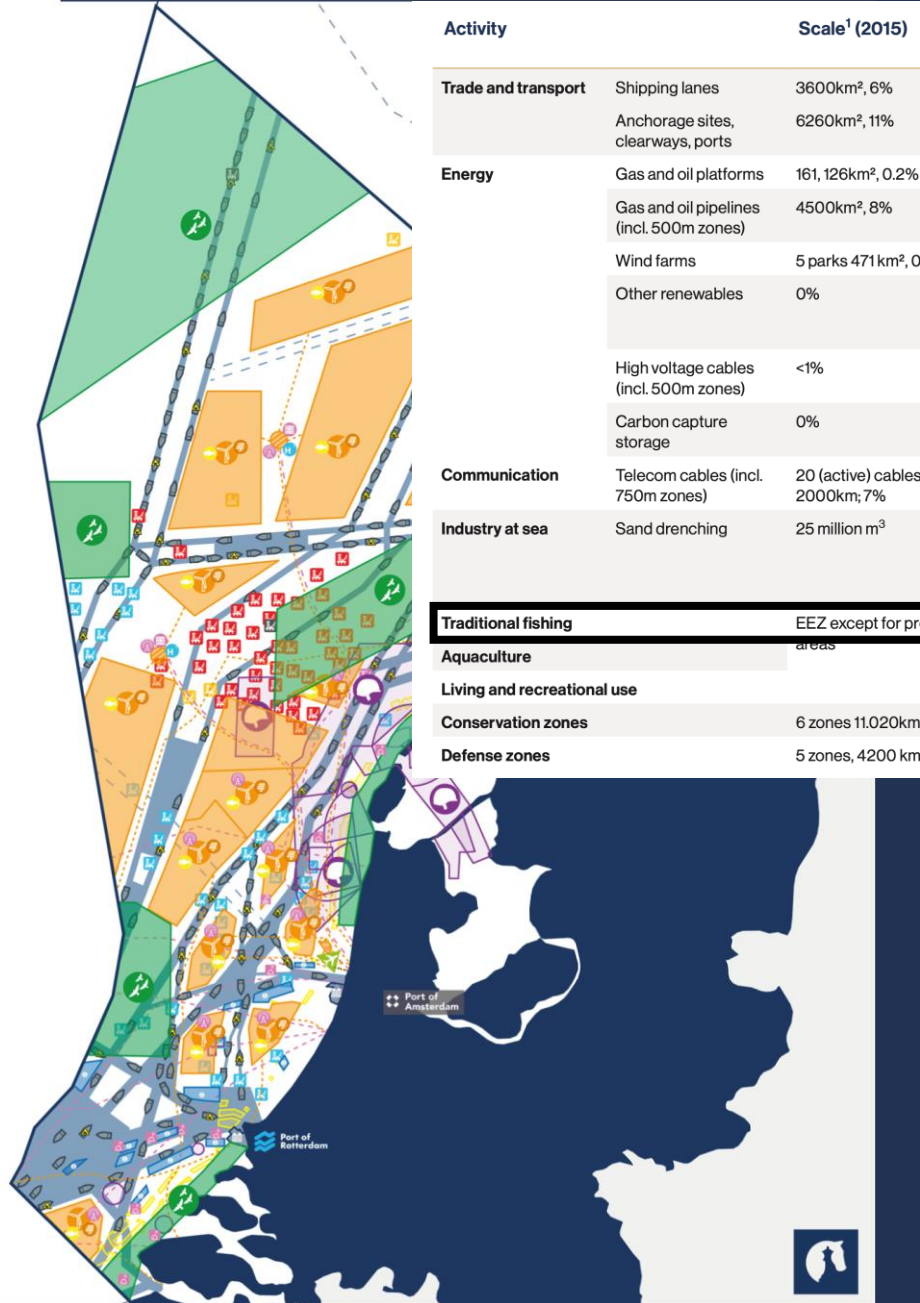 Activity
Scale¹ (2015)
Trade and transport
Shipping lanes
3600km², 6%
Anchorage sites,
clearways, ports
6260km², 11%
Energy
Gas and oil platforms
161, 126km², 0.2%
Gas and oil pipelines
(incl. 500m zones)
4500km², 8%
Wind farms
5 parks 471 km², 0
Other renewables
0%
High voltage cables
(incl. 500m zones)
<1%
Carbon capture
storage
0%
Communication
Telecom cables (incl.
750m zones)
20 (active) cables
2000km; 7%
Industry at sea
Sand drenching
25 million m³
Traditional fishing
EEZ except for pr
areas
Aquaculture
Living and recreational use
Conservation zones
6 zones 11.020km
Defense zones
5 zones, 4200 km
H
H
Port of
Amsterdam
Port of
Rotterdam